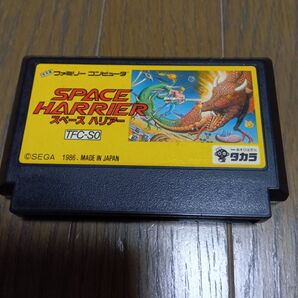 ファミリーコンピュータ
SPACE
HARRIER
スペース ハリアー
TFC-SO
©SEGA 1986, MADE IN JAPAN
タカラ